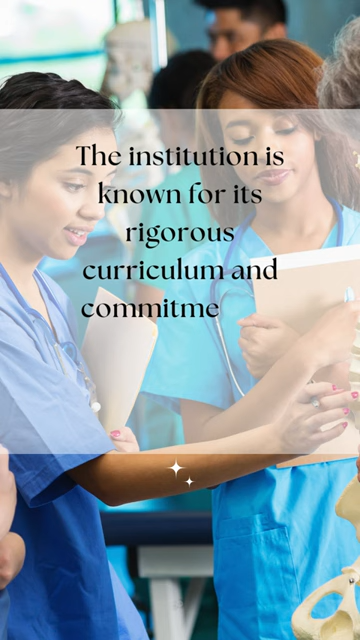 The institution is
known for its
rigorous
curriculum and
commitme